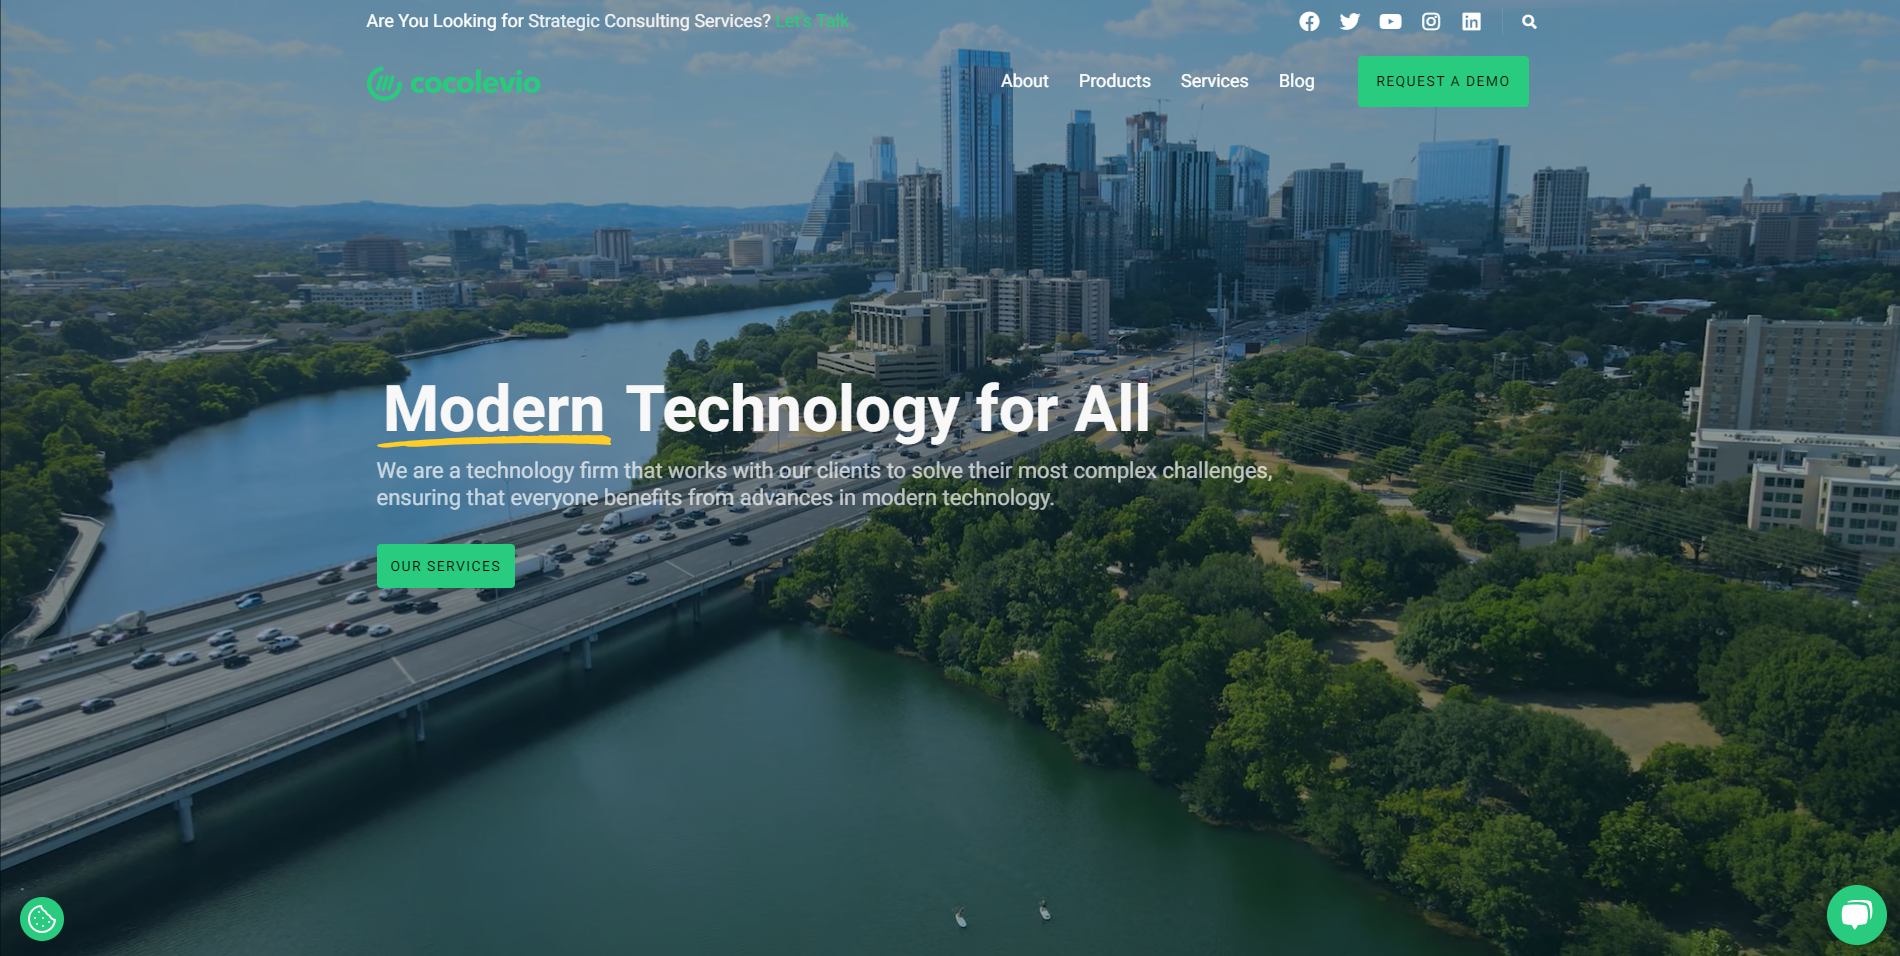 Are You Looking for Strategic Consulting Services? Let's Talk
cocolevio
About Products Services Blog REQUEST A DEMO
Modern Technology for All
We are a technology firm that works with our clients to solve their most complex challenges,
ensuring that everyone benefits from advances in modern technology.
OUR SERVICES